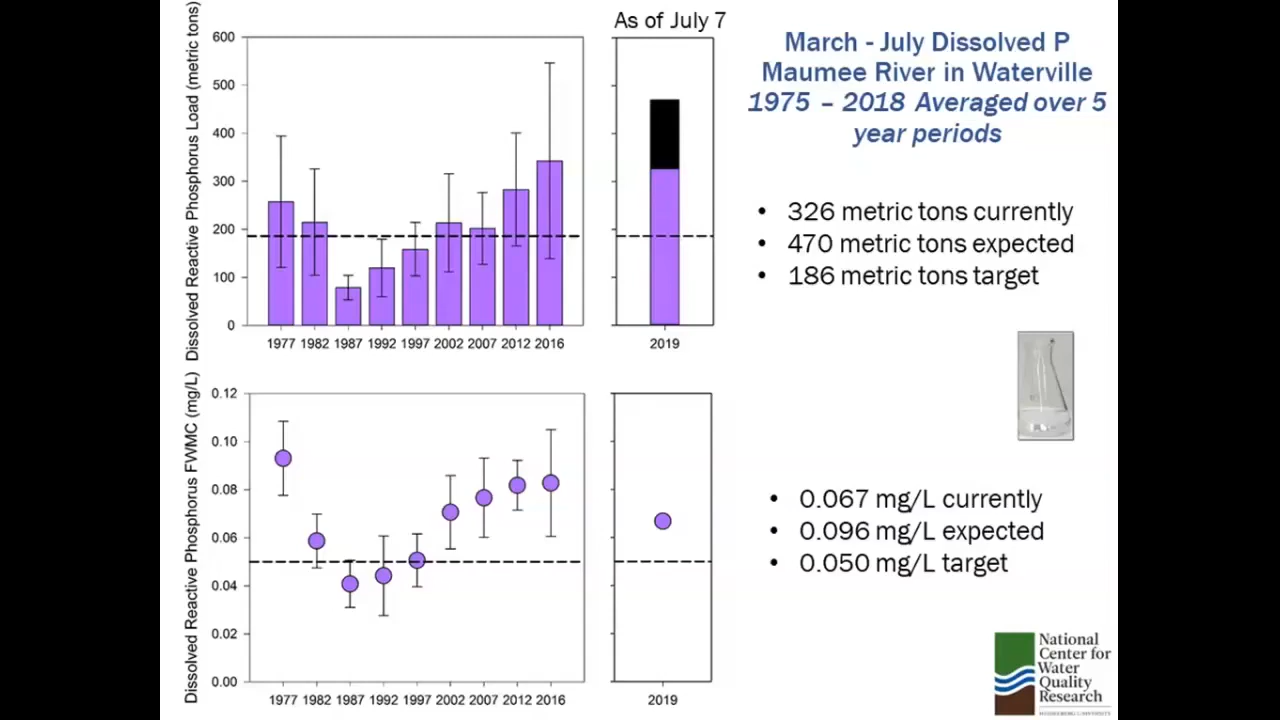 As of July 7
March - July Dissolved P
Maumee River in Waterville
1975 – 2018 Averaged over 5
year periods
Dissolved Reactive Phosphorus Load (metric tons)
600
500
400
300
200
100
0
1977 1982 1987 1992 1997 2002 2007 2012 2016
2019
• 326 metric tons currently
• 470 metric tons expected
• 186 metric tons target
Dissolved Reactive Phosphorus FWMC (mg/L)
0.12
0.10
0.08
0.06
0.04
0.02
0.00
1977 1982 1987 1992 1997 2002 2007 2012 2016
2019
• 0.067 mg/L currently
• 0.096 mg/L expected
• 0.050 mg/L target
National
Center for
Water
Quality
Research